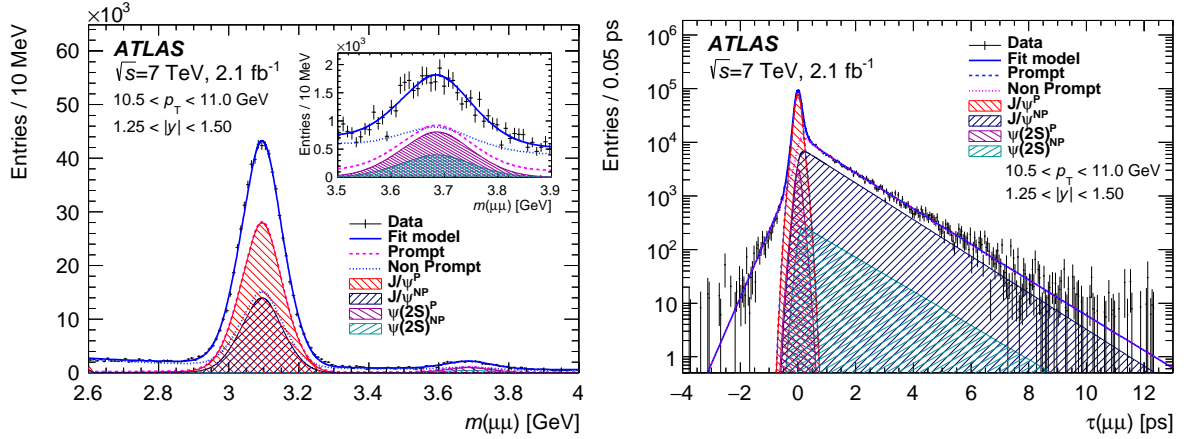 ×10³
60
50
40
30
20
10
0
Entries / 10 MeV
ATLAS
√s=7 TeV, 2.1 fb⁻¹
10.5 < p_T < 11.0 GeV
1.25 < |y| < 1.50
×10³
2
1.5
1
0.5
0
Entries / 10 MeV
3.5 3.6 3.7 3.8 3.9
m(μμ) [GeV]
Data
Fit model
Prompt
Non Prompt
J/ψᴾ
J/ψᴺᴾ
ψ(2S)ᴾ
ψ(2S)ᴺᴾ
2.6 2.8 3 3.2 3.4 3.6 3.8 4
m(μμ) [GeV]
Entries / 0.05 ps
10⁶
10⁵
10⁴
10³
10²
10
1
ATLAS
√s=7 TeV, 2.1 fb⁻¹
Data
Fit model
Prompt
Non Prompt
J/ψᴾ
J/ψᴺᴾ
ψ(2S)ᴾ
ψ(2S)ᴺᴾ
10.5 < p_T < 11.0 GeV
1.25 < |y| < 1.50
−4 −2 0 2 4 6 8 10 12
τ(μμ) [ps]